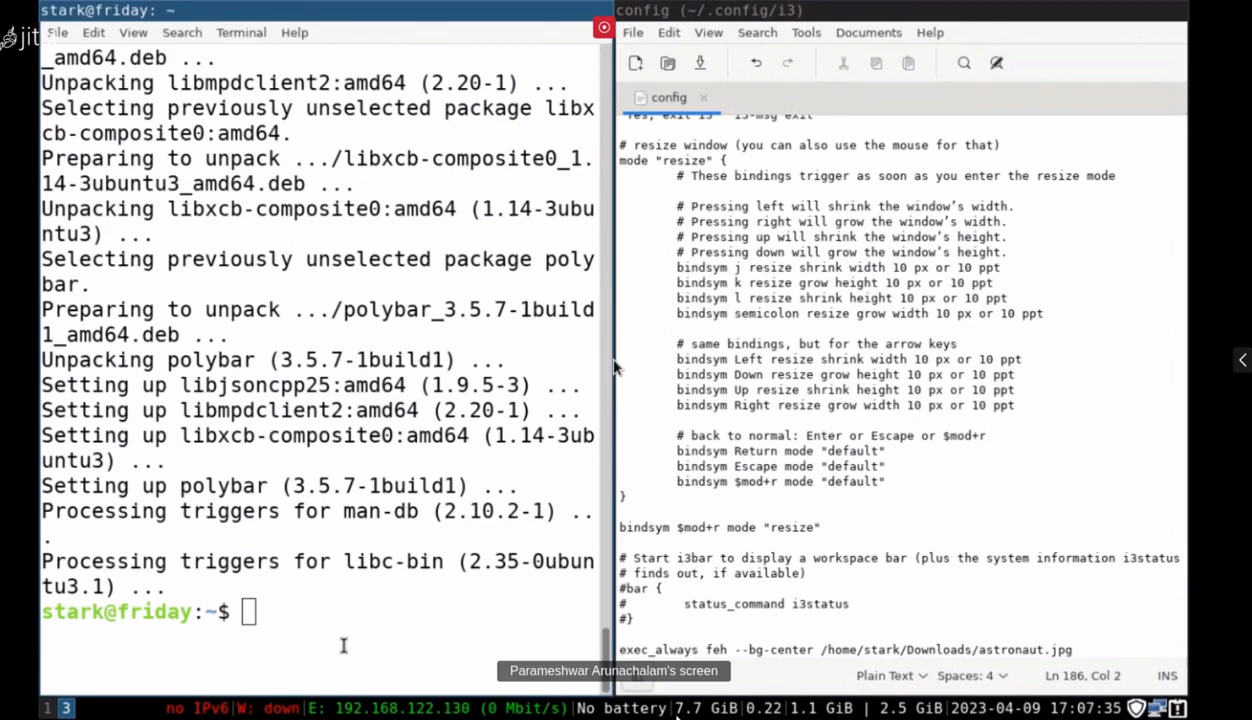 stark@friday: ~
File Edit View Search Terminal Help
jit
_amd64.deb ...
Unpacking libmpdclient2:amd64 (2.20-1) ...
Selecting previously unselected package libx
cb-composite0:amd64.
Preparing to unpack .../libxcb-composite0_1.
14-3ubuntu3_amd64.deb ...
Unpacking libxcb-composite0:amd64 (1.14-3ubu
ntu3) ...
Selecting previously unselected package poly
bar.
Preparing to unpack .../polybar_3.5.7-1build
1_amd64.deb ...
Unpacking polybar (3.5.7-1build1) ...
Setting up libjsoncpp25:amd64 (1.9.5-3) ...
Setting up libmpdclient2:amd64 (2.20-1) ...
Setting up libxcb-composite0:amd64 (1.14-3ub
untu3) ...
Setting up polybar (3.5.7-1build1) ...
Processing triggers for man-db (2.10.2-1) ..
.
Processing triggers for libc-bin (2.35-0ubun
tu3.1) ...
stark@friday:~$
config (~/.config/i3)
File Edit View Search Tools Documents Help
config
Yes, exit i3' 'i3-msg exit'
# resize window (you can also use the mouse for that)
mode "resize" {
# These bindings trigger as soon as you enter the resize mode
# Pressing left will shrink the window’s width.
# Pressing right will grow the window’s width.
# Pressing up will shrink the window’s height.
# Pressing down will grow the window’s height.
bindsym j resize shrink width 10 px or 10 ppt
bindsym k resize grow height 10 px or 10 ppt
bindsym l resize shrink height 10 px or 10 ppt
bindsym semicolon resize grow width 10 px or 10 ppt
# same bindings, but for the arrow keys
bindsym Left resize shrink width 10 px or 10 ppt
bindsym Down resize grow height 10 px or 10 ppt
bindsym Up resize shrink height 10 px or 10 ppt
bindsym Right resize grow width 10 px or 10 ppt
# back to normal: Enter or Escape or $mod+r
bindsym Return mode "default"
bindsym Escape mode "default"
bindsym $mod+r mode "default"
}
bindsym $mod+r mode "resize"
# Start i3bar to display a workspace bar (plus the system information i3status
# finds out, if available)
#bar {
# status_command i3status
#}
exec_always feh --bg-center /home/stark/Downloads/astronaut.jpg
Parameshwar Arunachalam's screen
Plain Text Spaces: 4 Ln 186, Col 2 INS
1 3 no IPv6|W: down|E: 192.168.122.130 (0 Mbit/s)|No battery|7.7 GiB|0.22|1.1 GiB | 2.5 GiB|2023-04-09 17:07:35